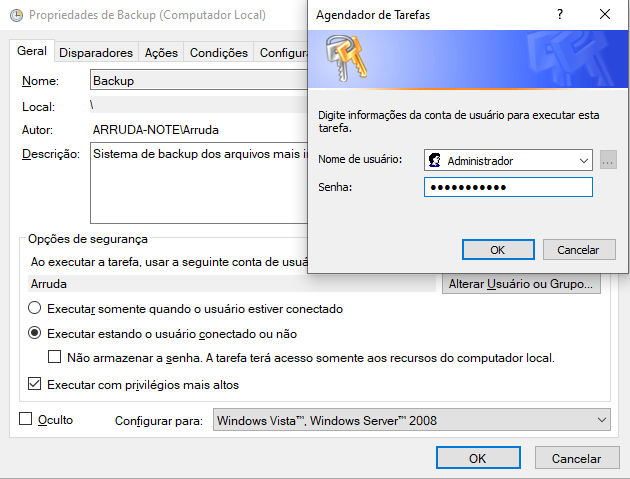 Propriedades de Backup (Computador Local)
Geral Disparadores Ações Condições Configura
Nome: Backup
Local: \
Autor: ARRUDA-NOTE\Arruda
Descrição: Sistema de backup dos arquivos mais
Opções de segurança
Ao executar a tarefa, usar a seguinte conta de usuá
Arruda
Alterar Usuário ou Grupo...
Executar somente quando o usuário estiver conectado
Executar estando o usuário conectado ou não
Não armazenar a senha. A tarefa terá acesso somente aos recursos do computador local.
Executar com privilégios mais altos
Oculto
Configurar para: Windows Vista™, Windows Server™ 2008
OK Cancelar
Agendador de Tarefas
?
Digite informações da conta de usuário para executar esta
tarefa.
Nome de usuário: Administrador
...
Senha: ●●●●●●●●●●●
OK Cancelar